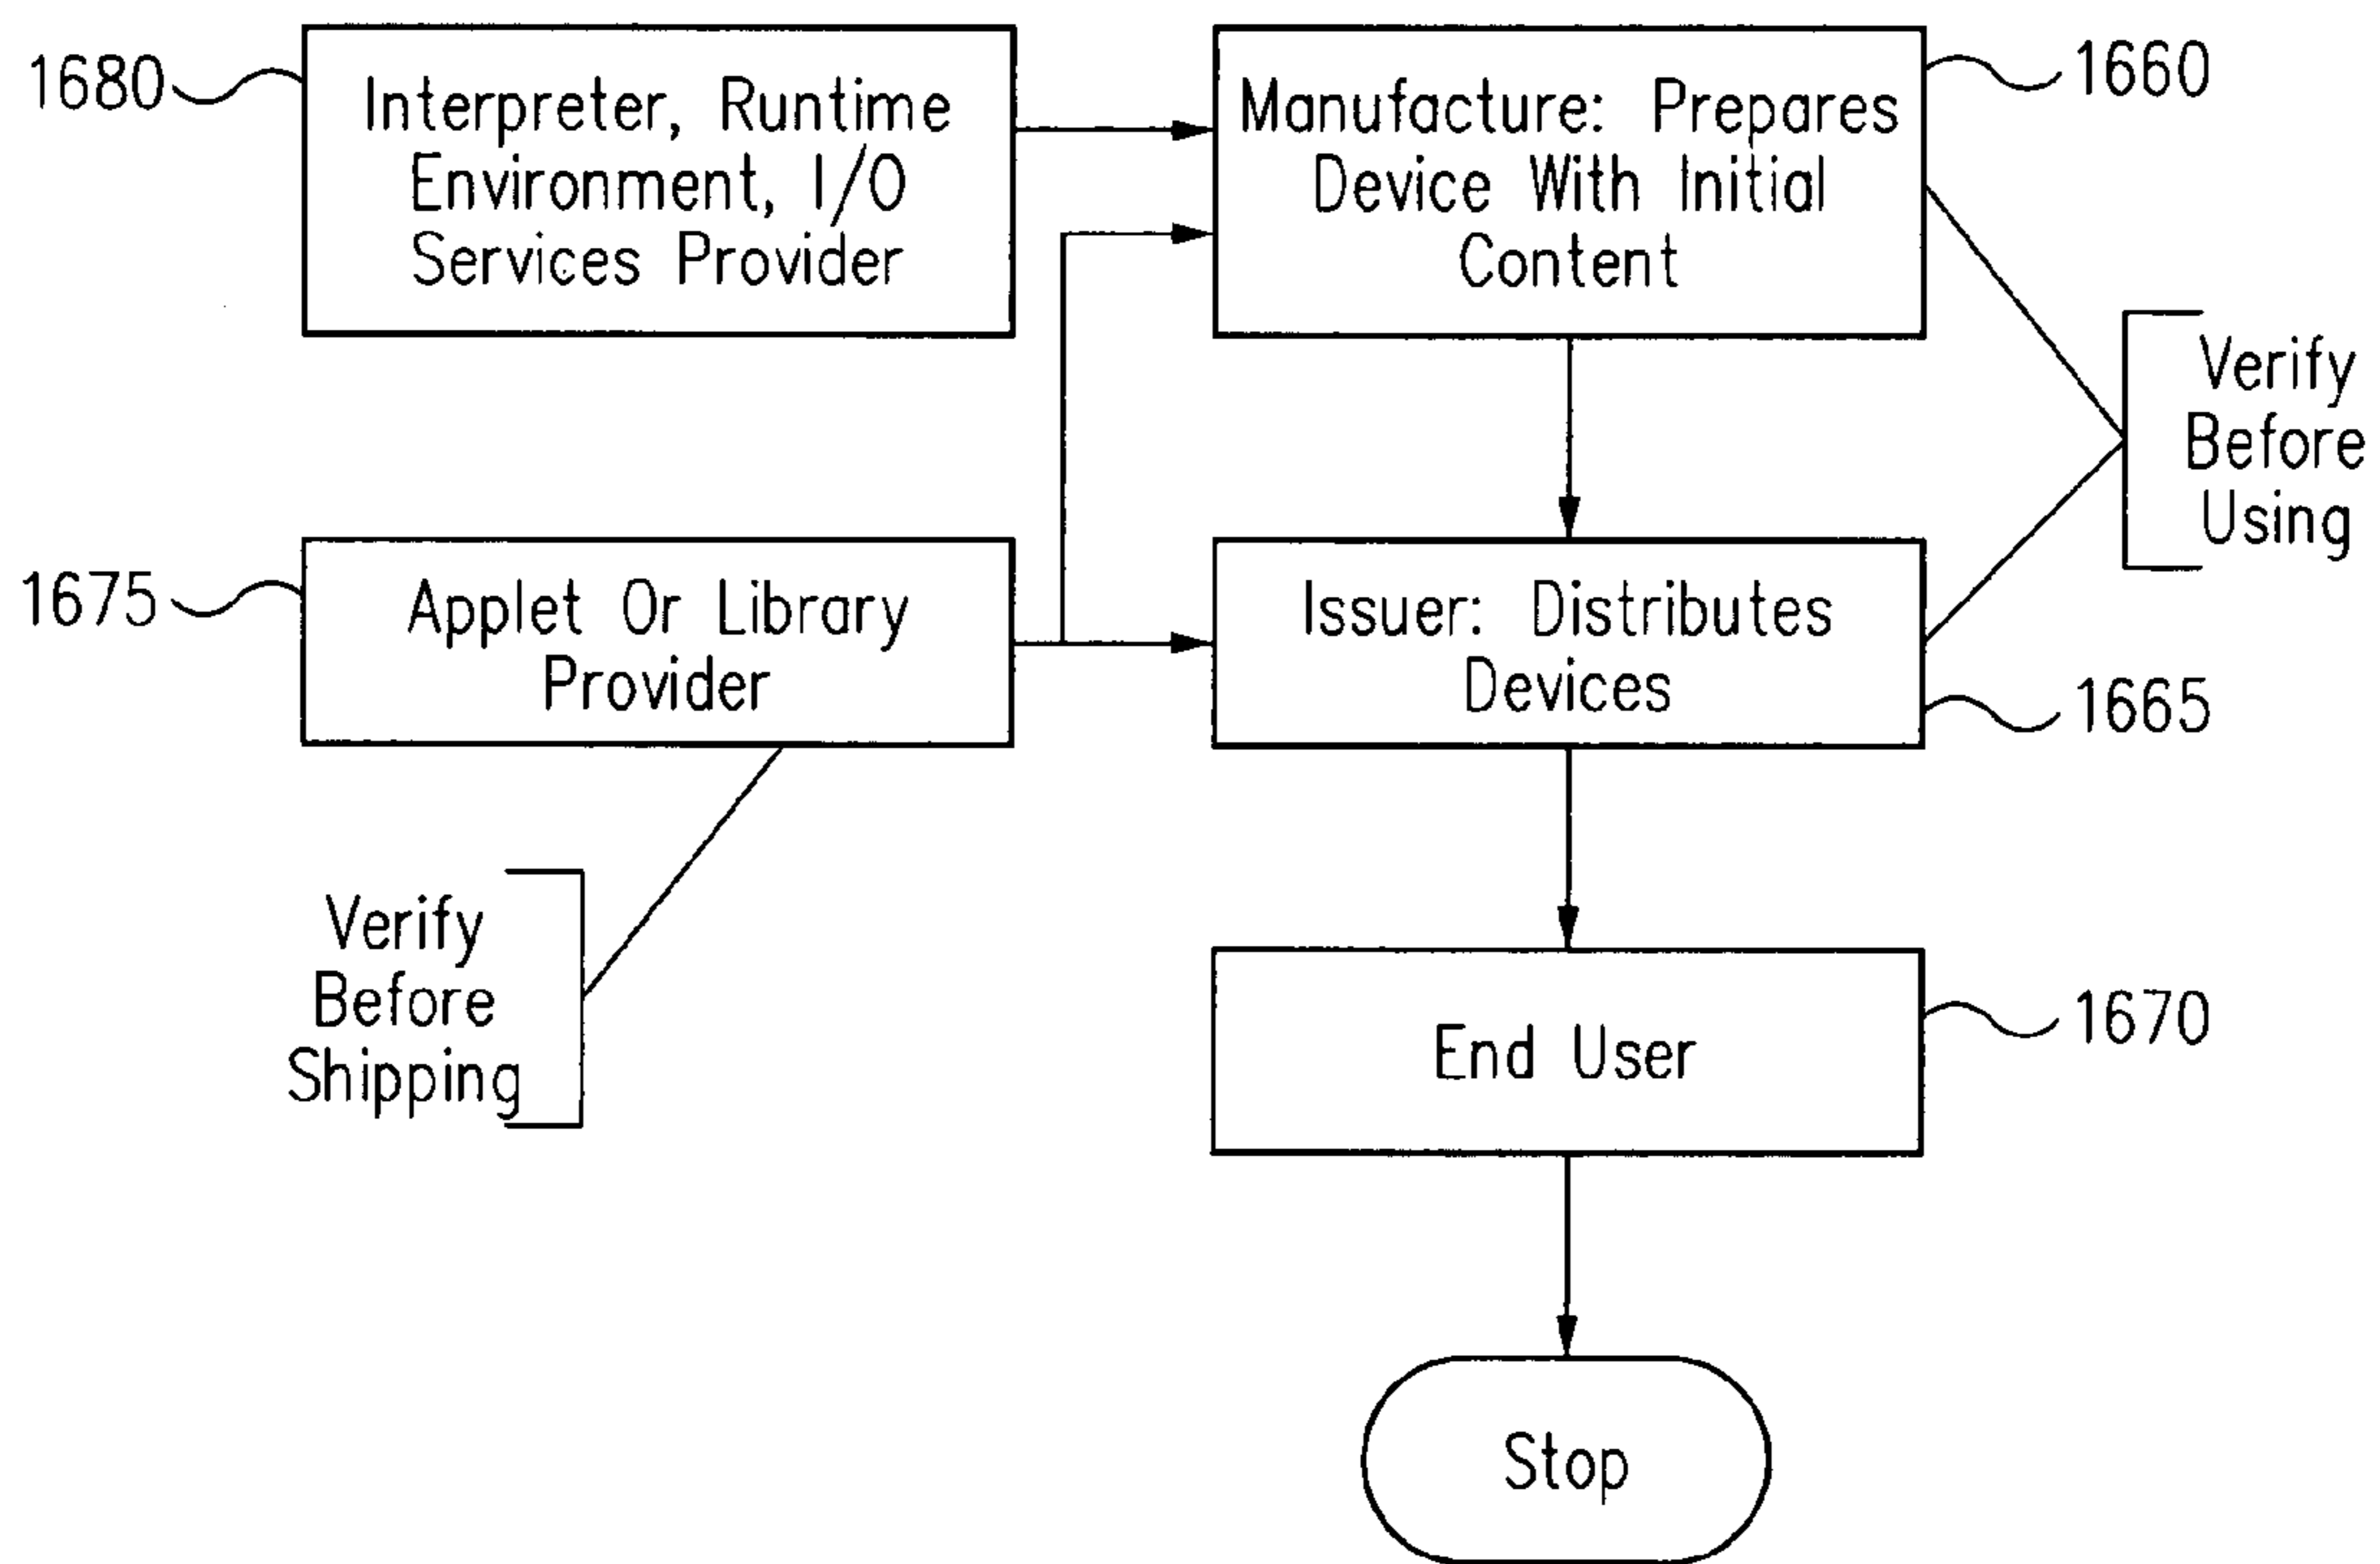 1680
Interpreter, Runtime
Environment, I/O
Services Provider
Manufacture: Prepares
Device With Initial
Content
1660
Verify
Before
Using
1675
Applet Or Library
Provider
Issuer: Distributes
Devices
1665
Verify
Before
Shipping
End User
1670
Stop